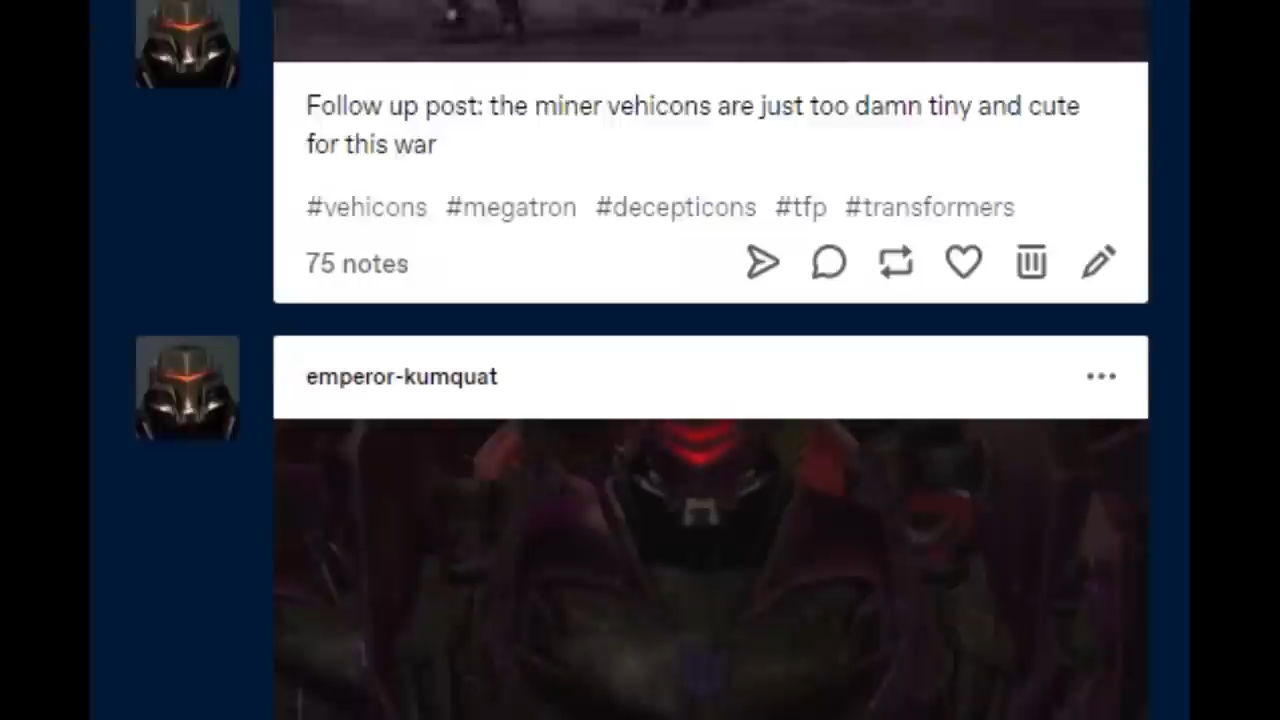 Follow up post: the miner vehicons are just too damn tiny and cute
for this war
#vehicons #megatron #decepticons #tfp #transformers
75 notes
emperor-kumquat